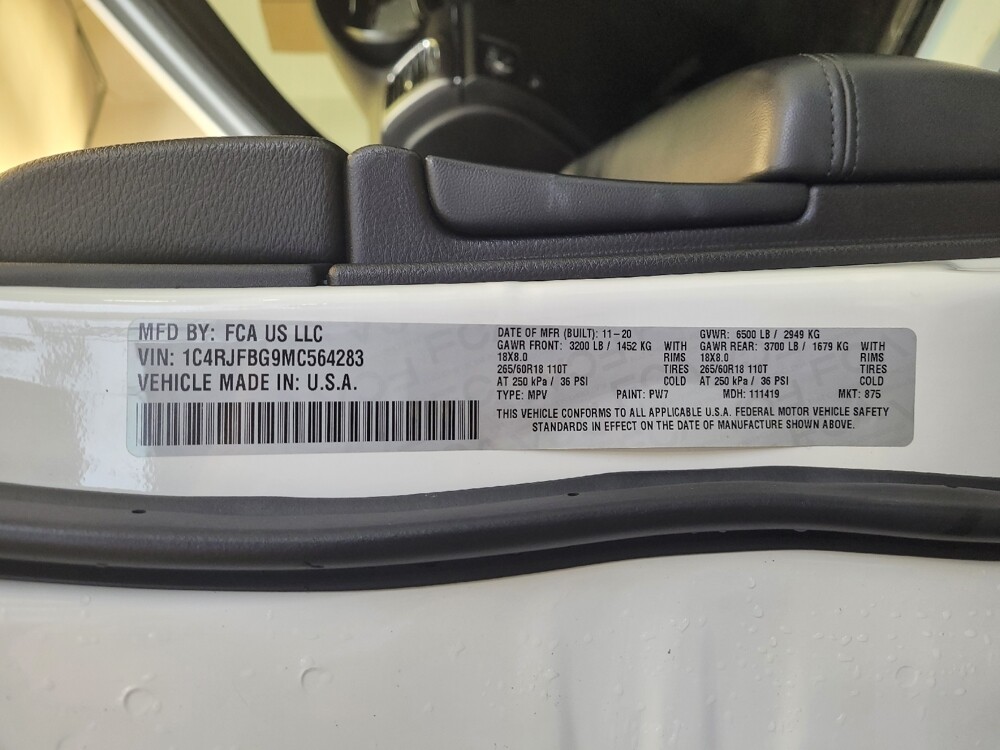 MFD BY: FCA US LLC
VIN: 1C4RJFBG9MC564283
VEHICLE MADE IN: U.S.A.
DATE OF MFR (BUILT): 11-20 GVWR: 6500 LB / 2949 KG
GAWR FRONT: 3200 LB / 1452 KG WITH GAWR REAR: 3700 LB / 1679 KG WITH
18X8.0 RIMS 18X8.0 RIMS
265/60R18 110T TIRES 265/60R18 110T TIRES
AT 250 kPa / 36 PSI COLD AT 250 kPa / 36 PSI COLD
TYPE: MPV PAINT: PW7 MDH: 111419 MKT: 875
THIS VEHICLE CONFORMS TO ALL APPLICABLE U.S.A. FEDERAL MOTOR VEHICLE SAFETY
STANDARDS IN EFFECT ON THE DATE OF MANUFACTURE SHOWN ABOVE.